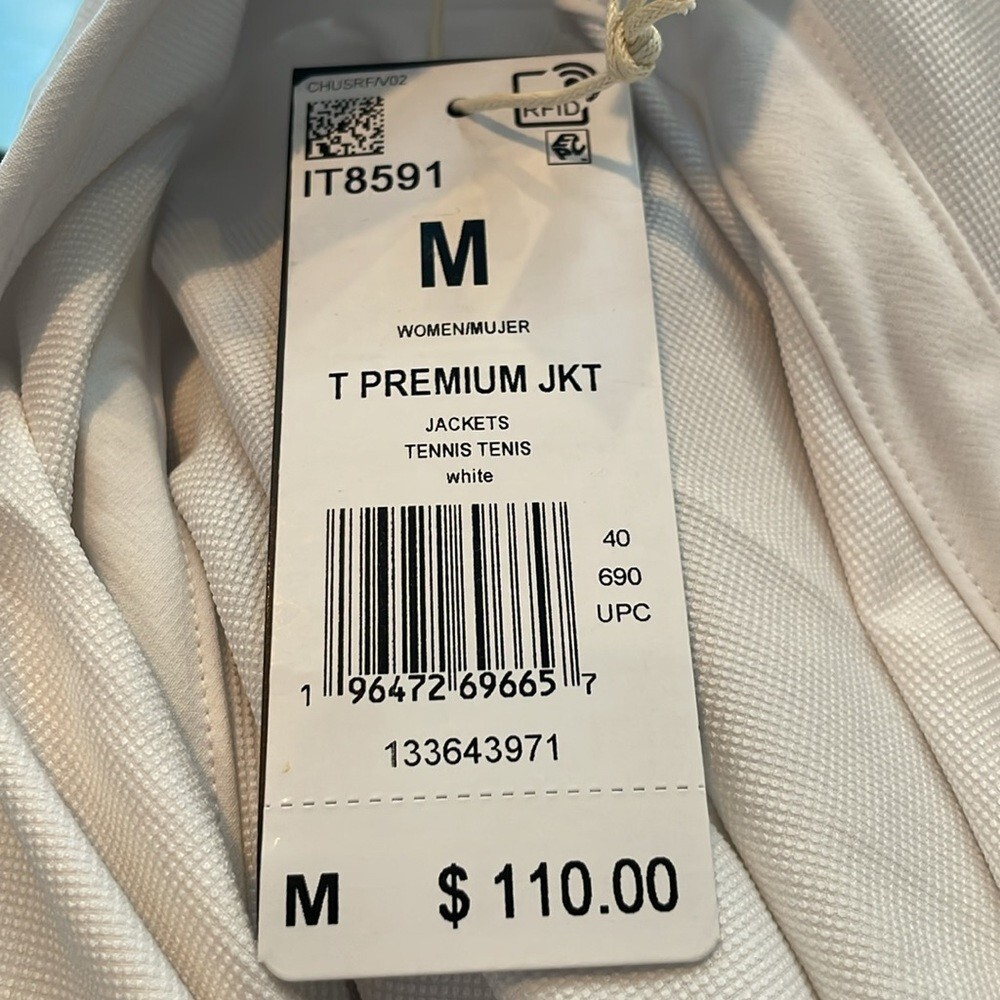 CHUSRF/V02
RFID
IT8591
M
WOMEN/MUJER
T PREMIUM JKT
JACKETS
TENNIS TENIS
white
40
690
UPC
1 96472 69665 7
133643971
M $ 110.00